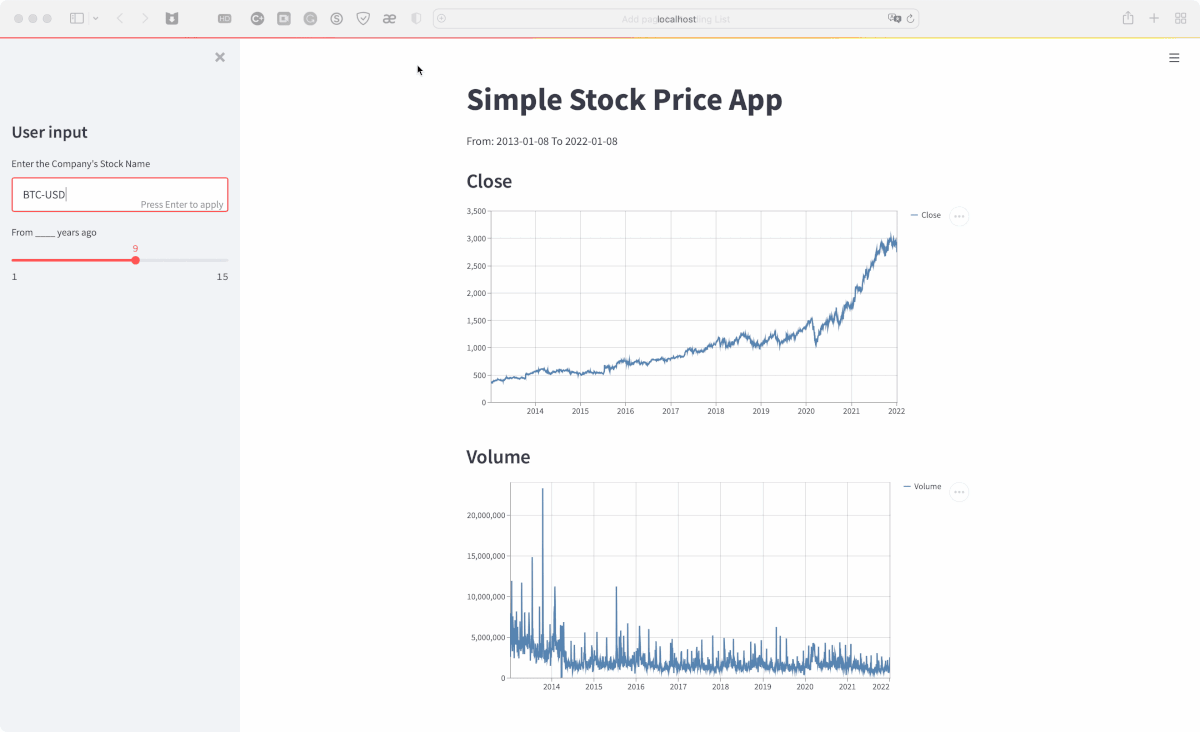 localhost
User input
Enter the Company's Stock Name
BTC-USD
Press Enter to apply
From ____ years ago
9
1 15
Simple Stock Price App
From: 2013-01-08 To 2022-01-08
Close
3,500
3,000
2,500
2,000
1,500
1,000
500
0
2014 2015 2016 2017 2018 2019 2020 2021 2022
Close
Volume
20,000,000
15,000,000
10,000,000
5,000,000
0
2014 2015 2016 2017 2018 2019 2020 2021 2022
Volume